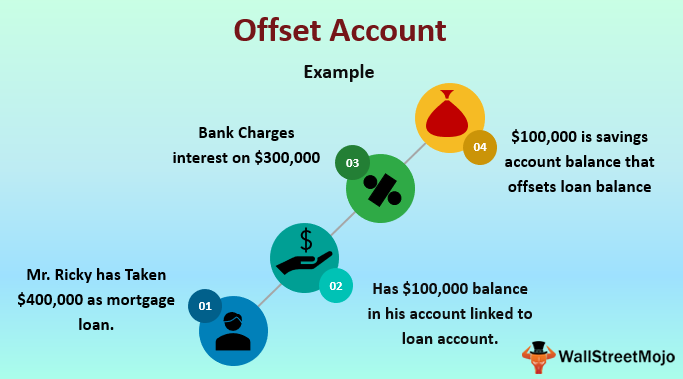 Offset Account
Example
Mr. Ricky has Taken
$400,000 as mortgage
loan.
01
$
02
Has $100,000 balance
in his account linked to
loan account.
Bank Charges
interest on $300,000
03
04
$100,000 is savings
account balance that
offsets loan balance
WallStreetMojo